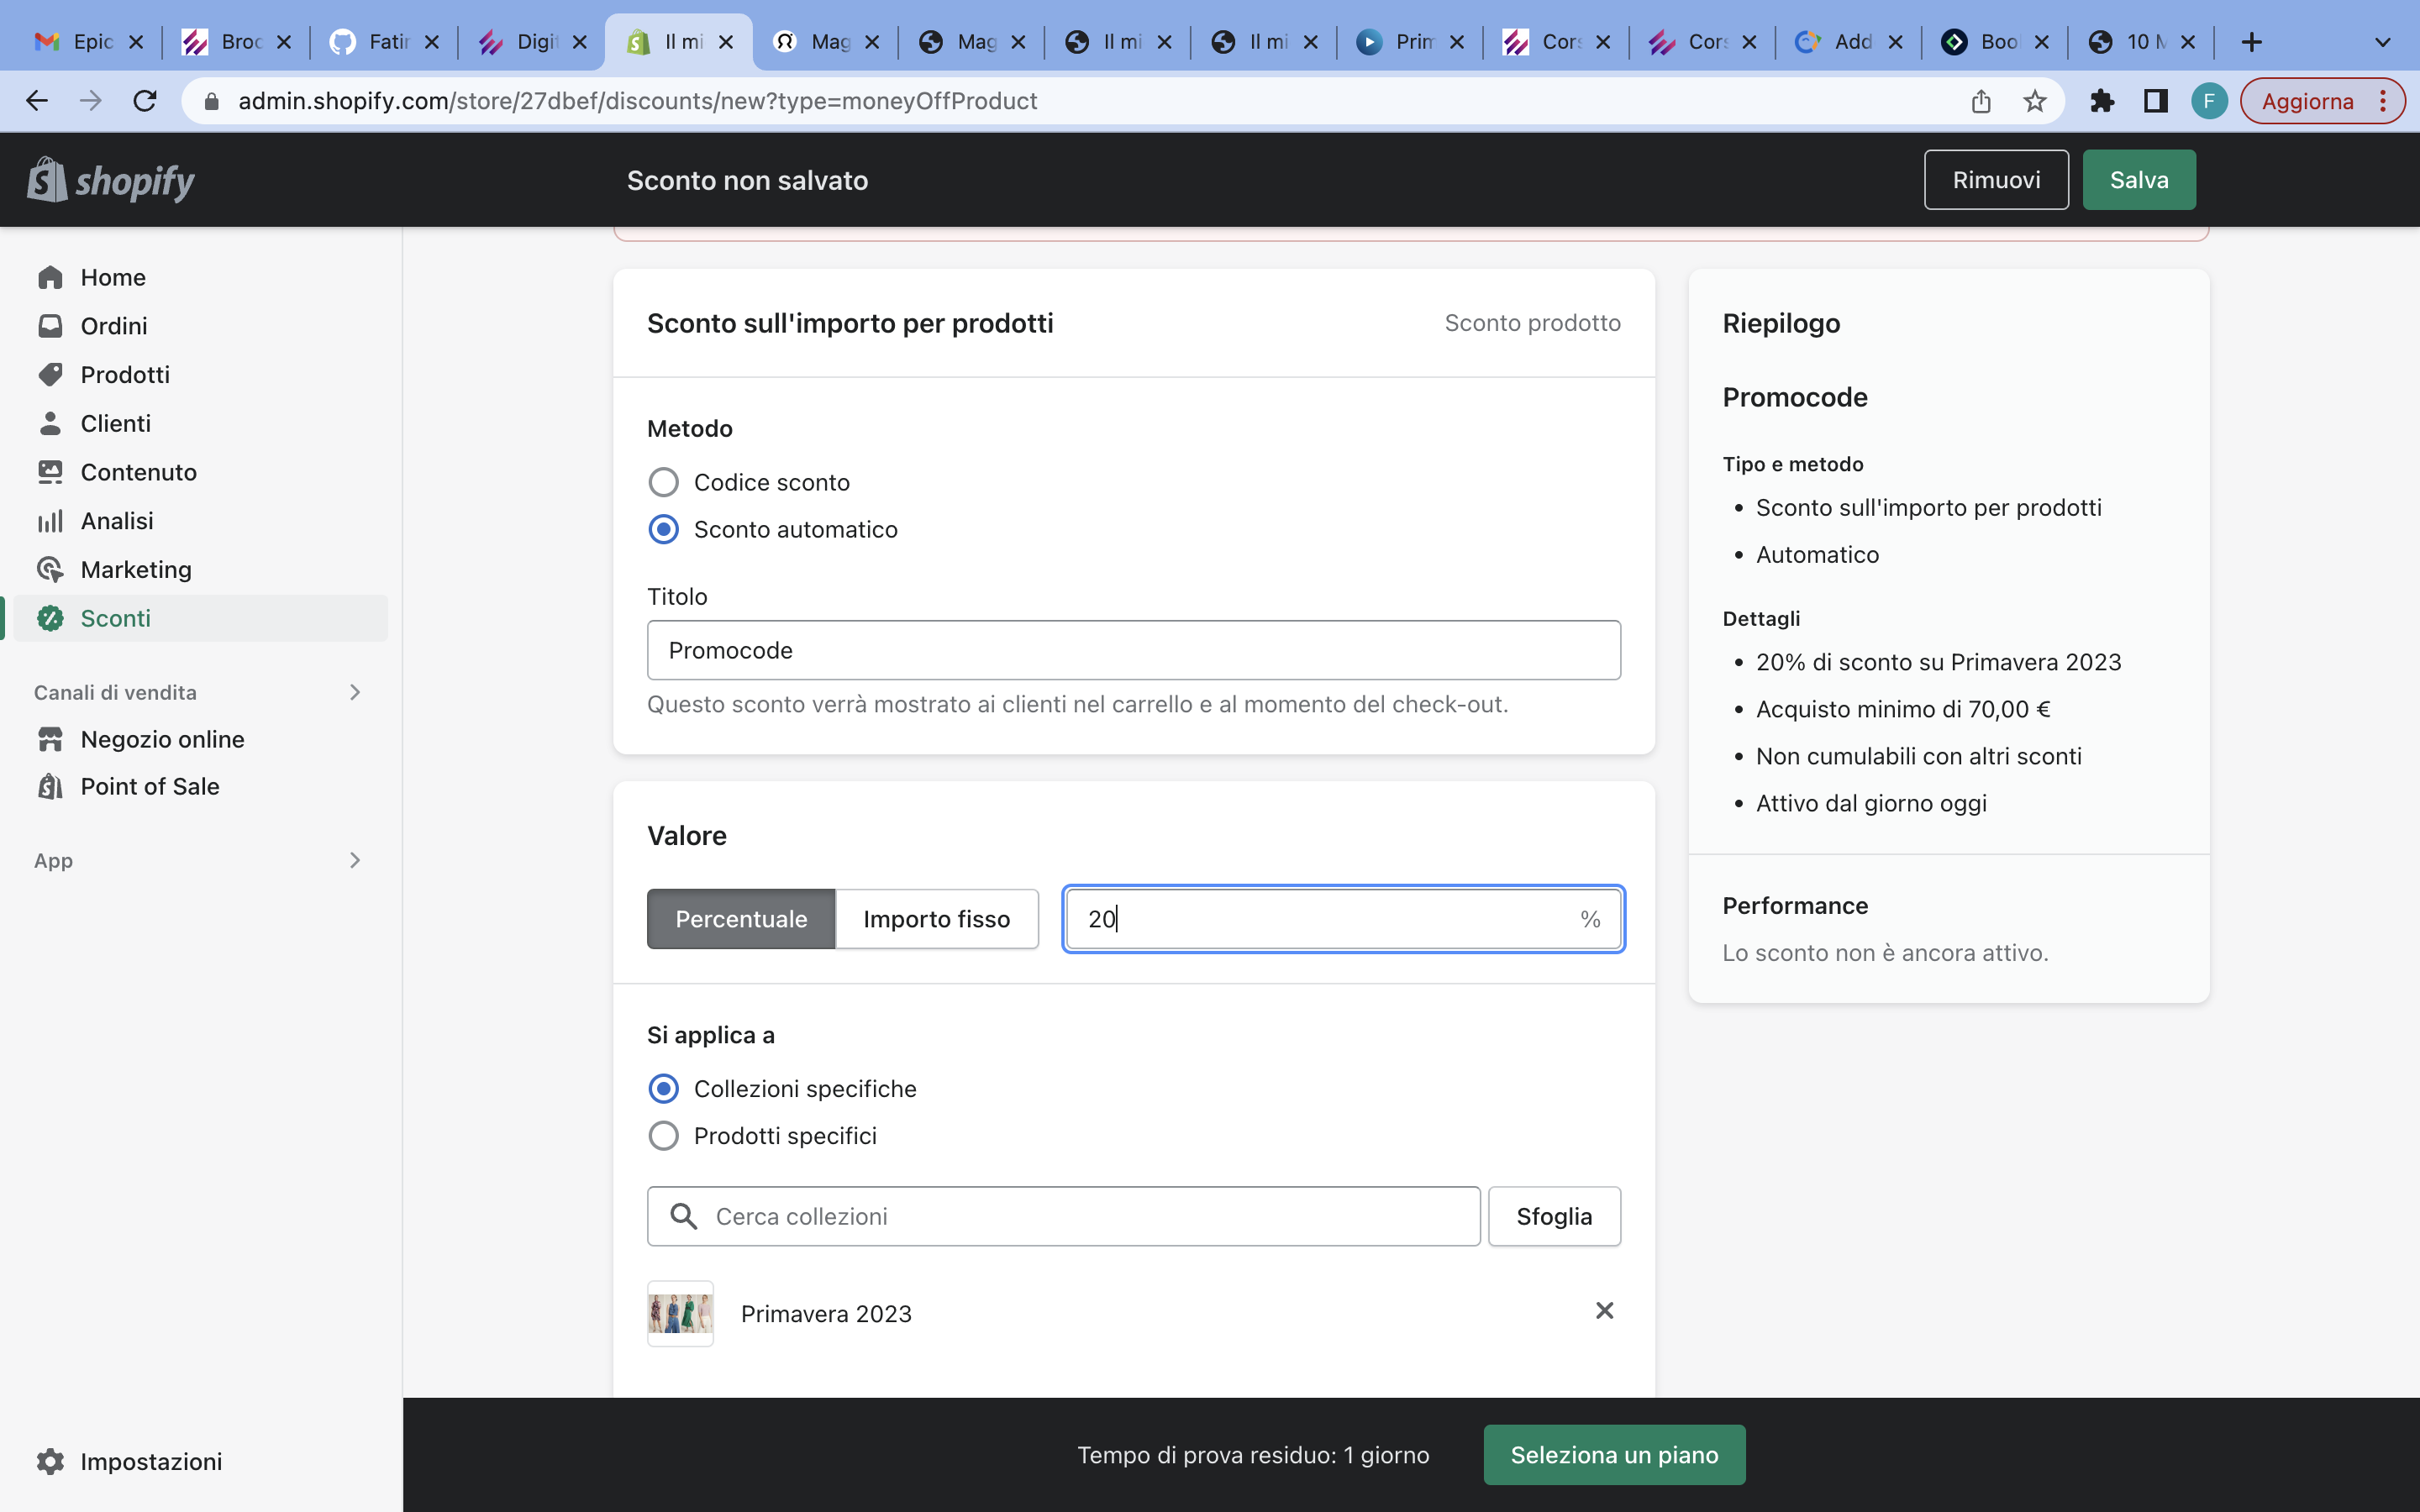 Epic
Broc
Fatir
Digit
Il mi
Mag
Mag
Il mi
Il mi
Prim
Cors
Cors
Add
Boo
10 M
admin.shopify.com/store/27dbef/discounts/new?type=moneyOffProduct
F
Aggiorna
shopify
Sconto non salvato
Rimuovi
Salva
Home
Ordini
Prodotti
Clienti
Contenuto
Analisi
Marketing
Sconti
Canali di vendita
Negozio online
Point of Sale
App
Impostazioni
Sconto sull'importo per prodotti
Sconto prodotto
Metodo
Codice sconto
Sconto automatico
Titolo
Promocode
Questo sconto verrà mostrato ai clienti nel carrello e al momento del check-out.
Valore
Percentuale
Importo fisso
20
%
Si applica a
Collezioni specifiche
Prodotti specifici
Cerca collezioni
Sfoglia
Primavera 2023
Riepilogo
Promocode
Tipo e metodo
• Sconto sull'importo per prodotti
• Automatico
Dettagli
• 20% di sconto su Primavera 2023
• Acquisto minimo di 70,00 €
• Non cumulabili con altri sconti
• Attivo dal giorno oggi
Performance
Lo sconto non è ancora attivo.
Tempo di prova residuo: 1 giorno
Seleziona un piano